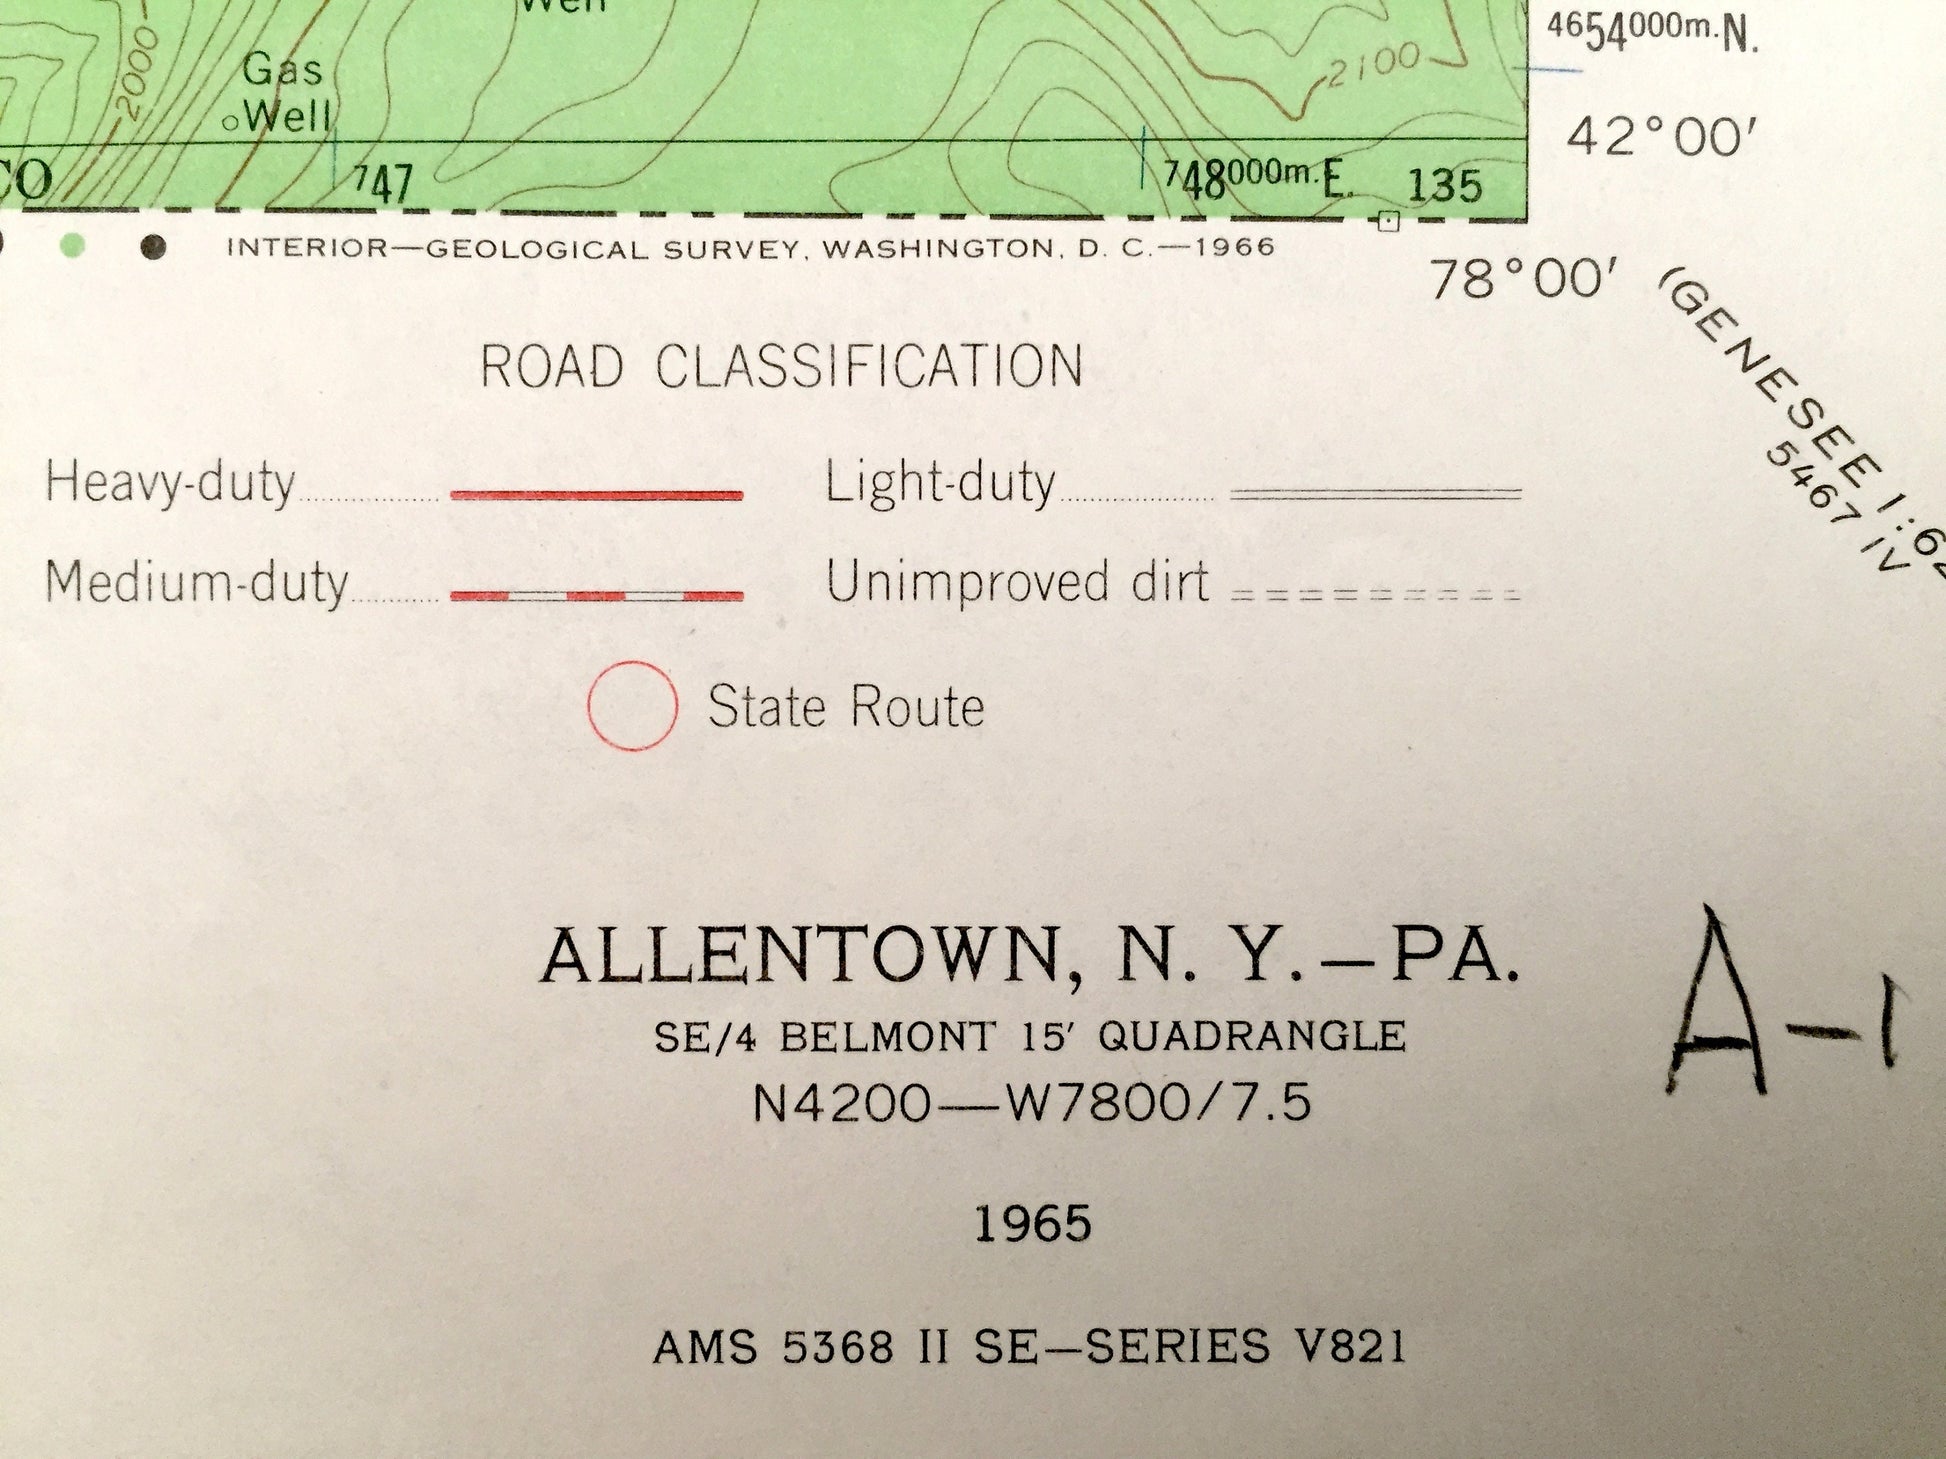 4654000m.N.
2000
Gas
Well
2100
42°00′
CO
747
748000m.E.
135
INTERIOR—GEOLOGICAL SURVEY, WASHINGTON, D. C.—1966
78°00′
(GENESEE 1:62
5467 IV
ROAD CLASSIFICATION
Heavy-duty
Light-duty
Medium-duty
Unimproved dirt
State Route
ALLENTOWN, N. Y.—PA.
SE/4 BELMONT 15′ QUADRANGLE
N4200—W7800/7.5
A-1
1965
AMS 5368 II SE—SERIES V821